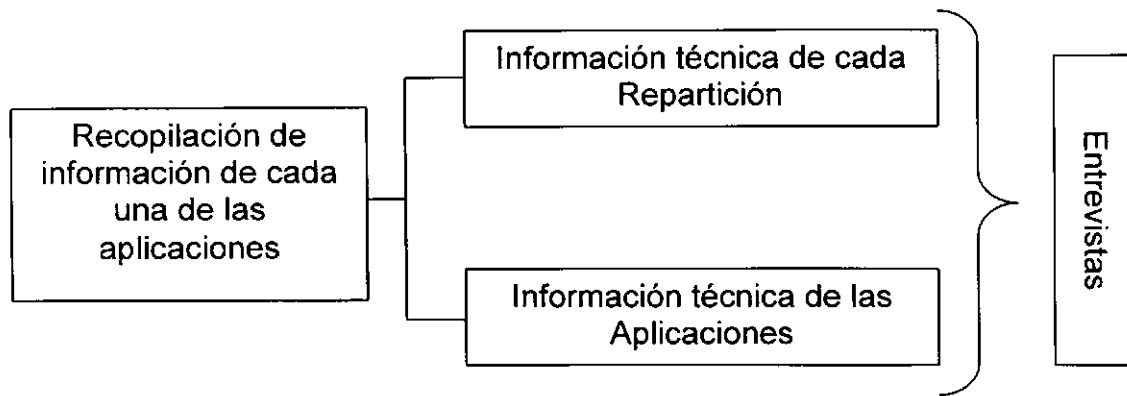 Recopilación de
información de cada
una de las
aplicaciones
Información técnica de cada
Repartición
Información técnica de las
Aplicaciones
Entrevistas